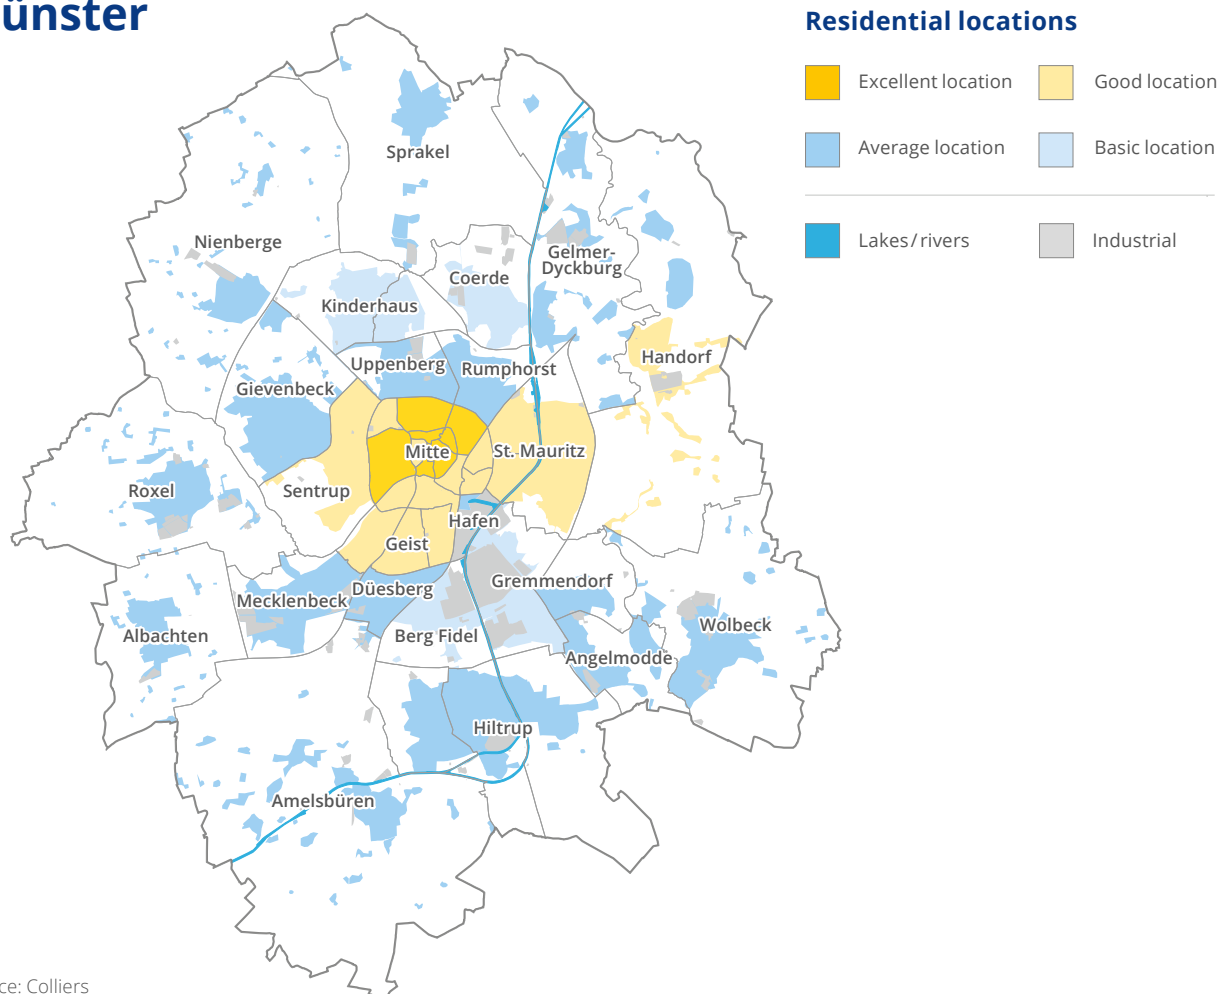 ünster
Residential locations
Excellent location
Good location
Average location
Basic location
Lakes/rivers
Industrial
Sprakel
Nienberge
Gelmer-
Dyckburg
Coerde
Kinderhaus
Handorf
Uppenberg
Rumphorst
Gievenbeck
Mitte
St. Mauritz
Roxel
Sentrup
Hafen
Geist
Gremmendorf
Düesberg
Mecklenbeck
Wolbeck
Albachten
Berg Fidel
Angelmodde
Hiltrup
Amelsbüren
ce: Colliers